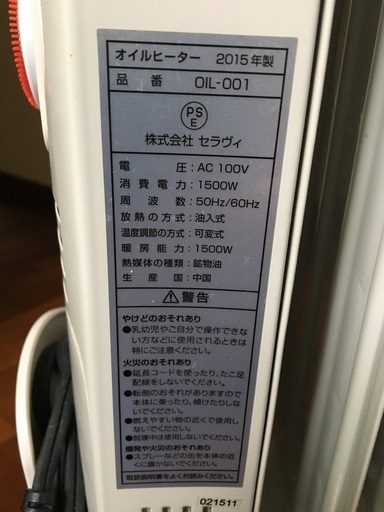 オイルヒーター 2015年製
品番 OIL-001
PS
E
株式会社 セラヴィ
電圧：AC 100V
消費電力：1500W
周波数：50Hz/60Hz
放熱の方式：油入式
温度調節の方式：可変式
暖房能力：1500W
熱媒体の種類：鉱物油
生産国：中国
警告
やけどのおそれあり
●乳幼児やご自分で操作できない方などに使用されるときは特にご注意ください。
火災のおそれあり
●延長コードを使ったり、たこ足配線をしないでください。
●転倒のおそれがありますので本体に乗ったり、傾けたりしないでください。
●燃えやすい物の近くで使用しないでください。
●就寝中は使用しないでください。
爆発や火災のおそれあり
●スプレーなどの缶を本体の近くに置かないでください。
取扱説明書をよくお読みください。
021511